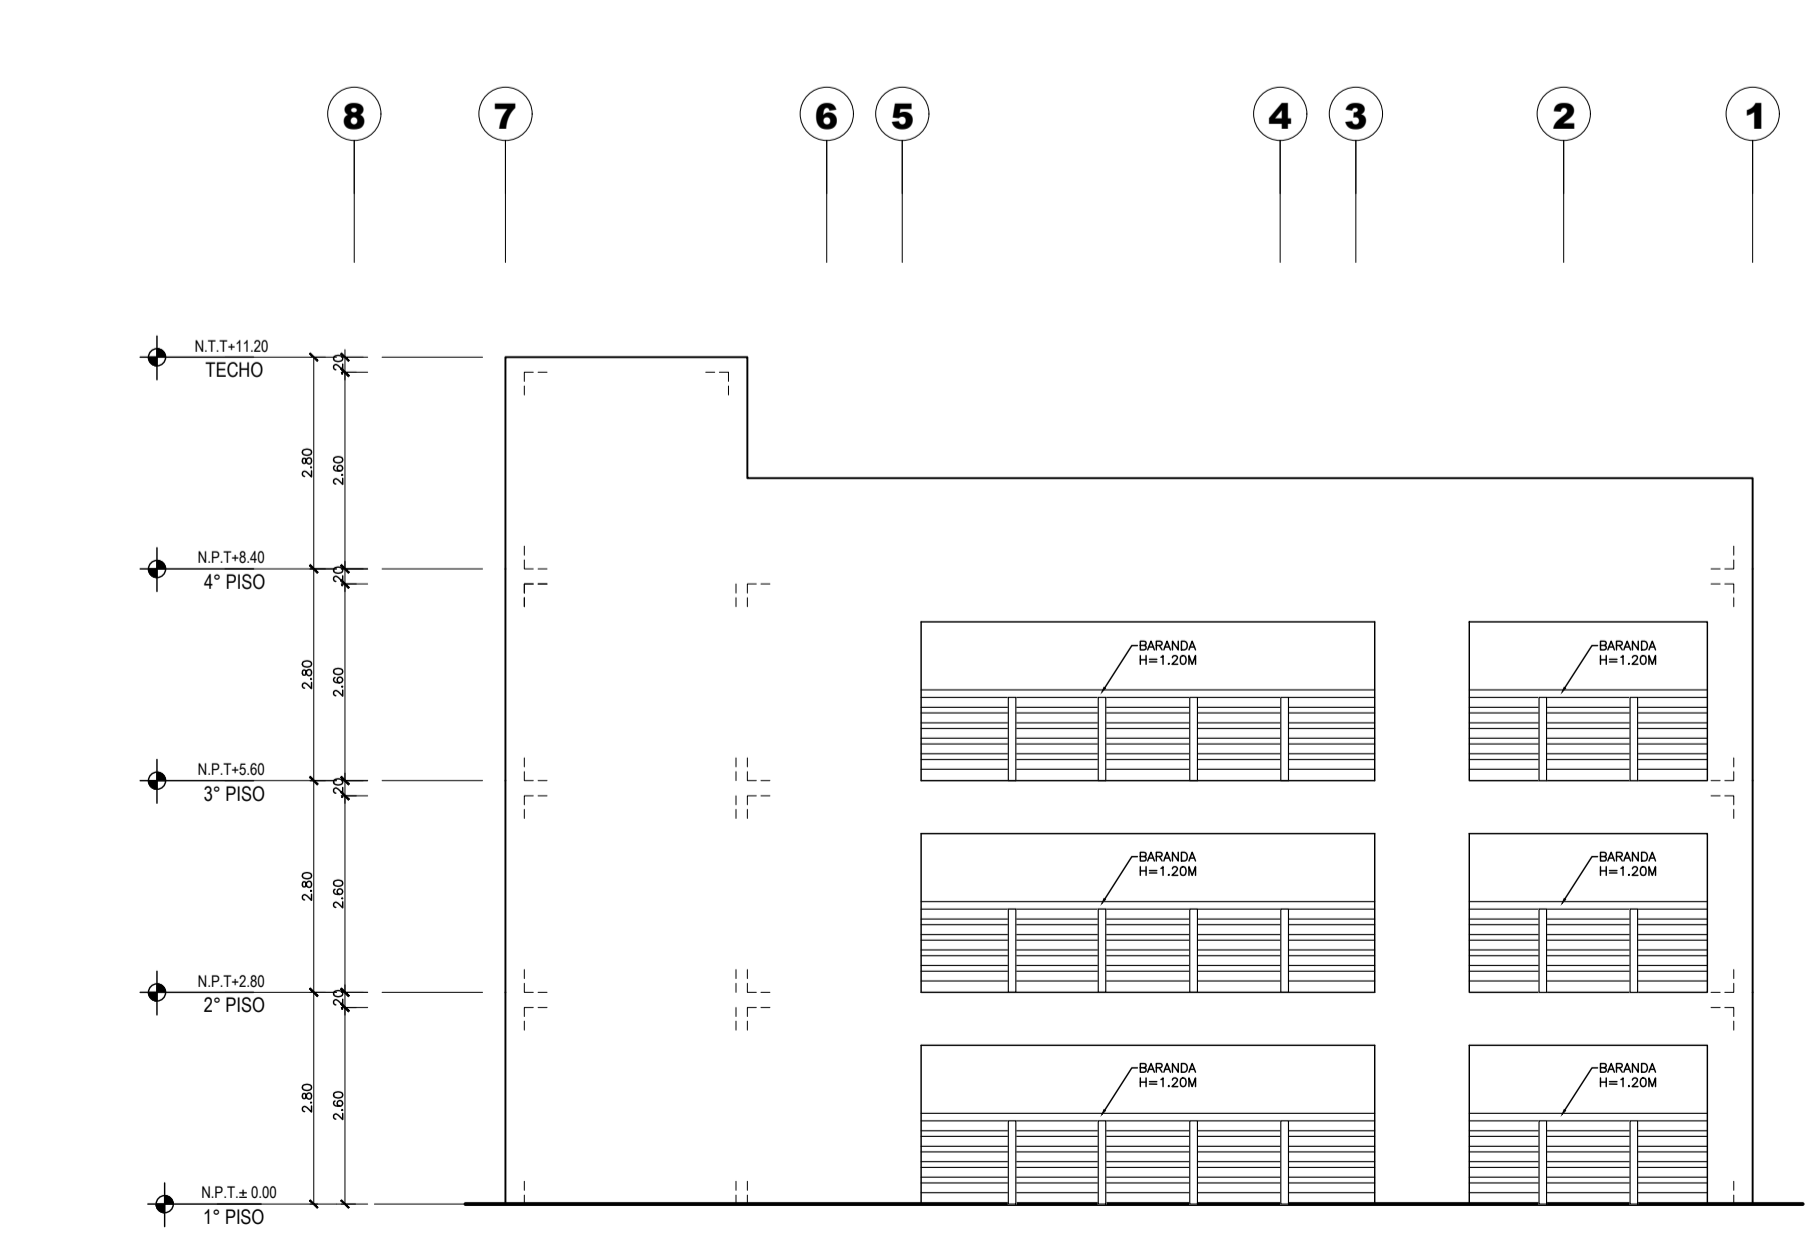 8 7 6 5 4 3 2 1
N.T.T+11.20
TECHO
.20
2.80
2.60
N.P.T+8.40
4° PISO
.20
BARANDA
H=1.20M
BARANDA
H=1.20M
2.80
2.60
N.P.T+5.60
3° PISO
.20
BARANDA
H=1.20M
BARANDA
H=1.20M
2.80
2.60
N.P.T+2.80
2° PISO
.20
BARANDA
H=1.20M
BARANDA
H=1.20M
2.80
2.60
N.P.T.± 0.00
1° PISO